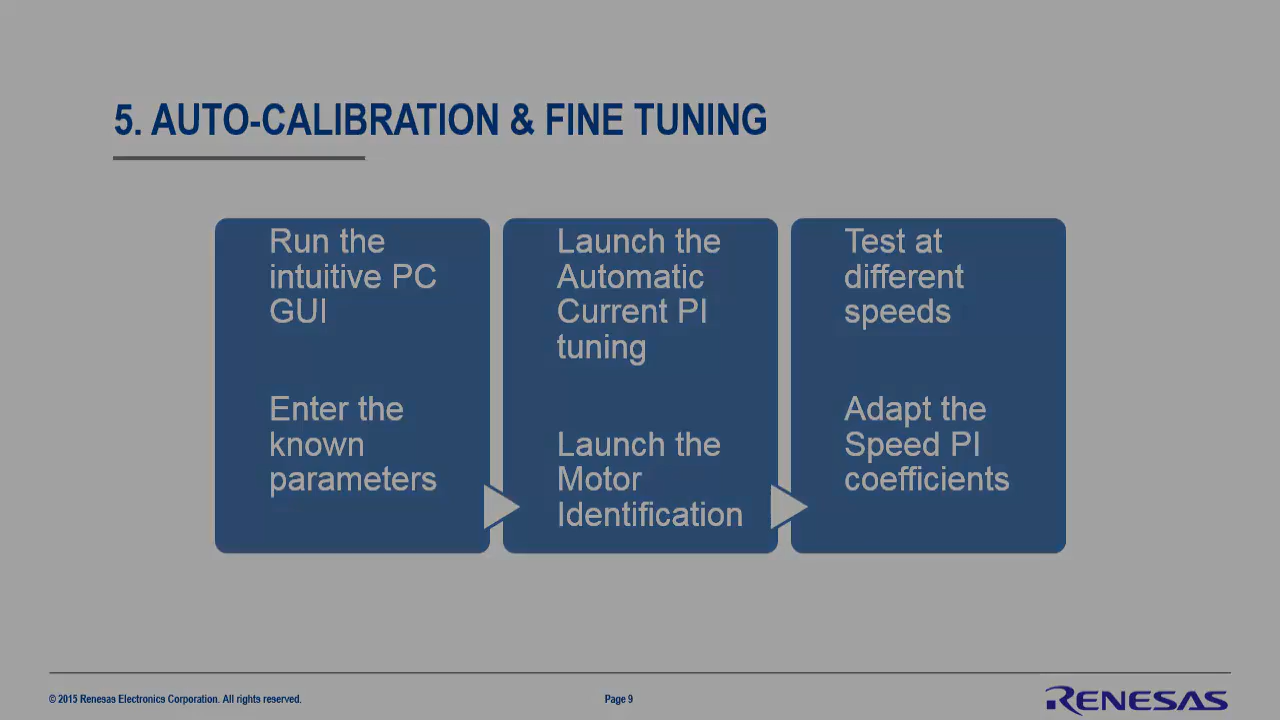 5. AUTO-CALIBRATION & FINE TUNING
Run the
intuitive PC
GUI
Enter the
known
parameters
Launch the
Automatic
Current PI
tuning
Launch the
Motor
Identification
Test at
different
speeds
Adapt the
Speed PI
coefficients
© 2015 Renesas Electronics Corporation. All rights reserved.
Page 9
RENESAS